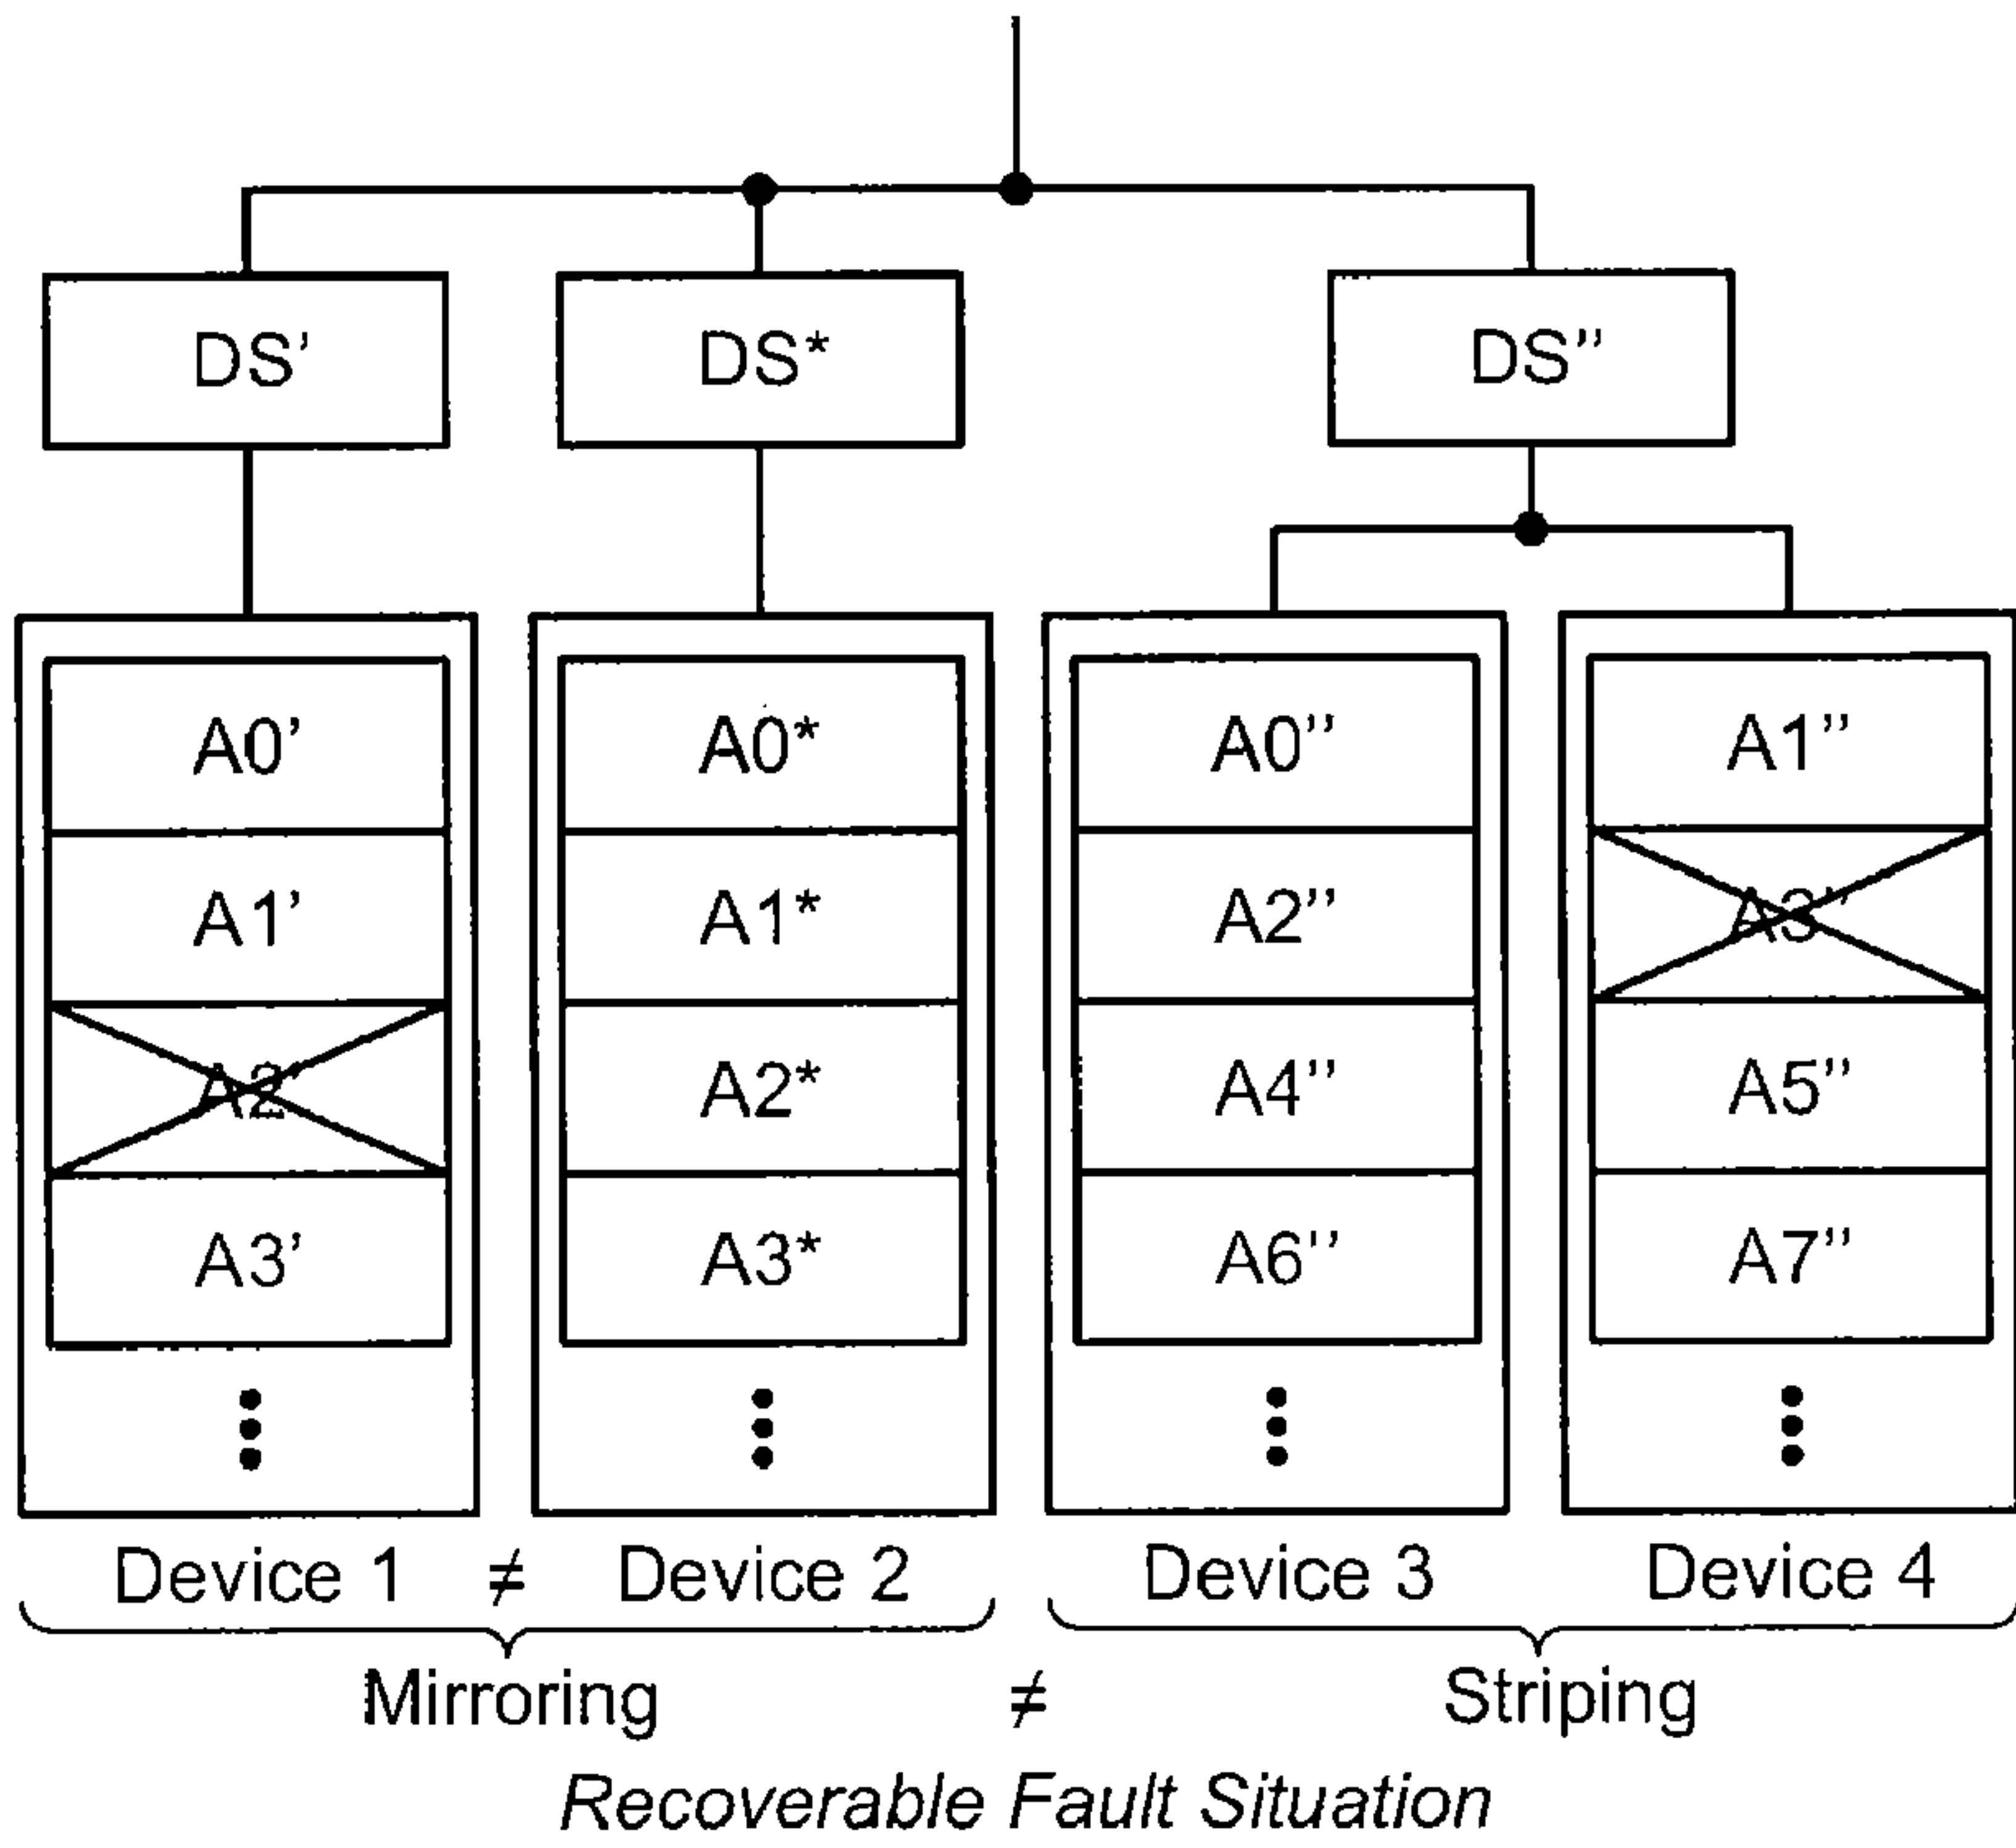 DS' DS* DS"
A0' A0* A0" A1"
A1' A1* A2" A3"
A2' A2* A4" A5"
A3' A3* A6" A7"
Device 1 ≠ Device 2 Device 3 Device 4
Mirroring ≠ Striping
Recoverable Fault Situation